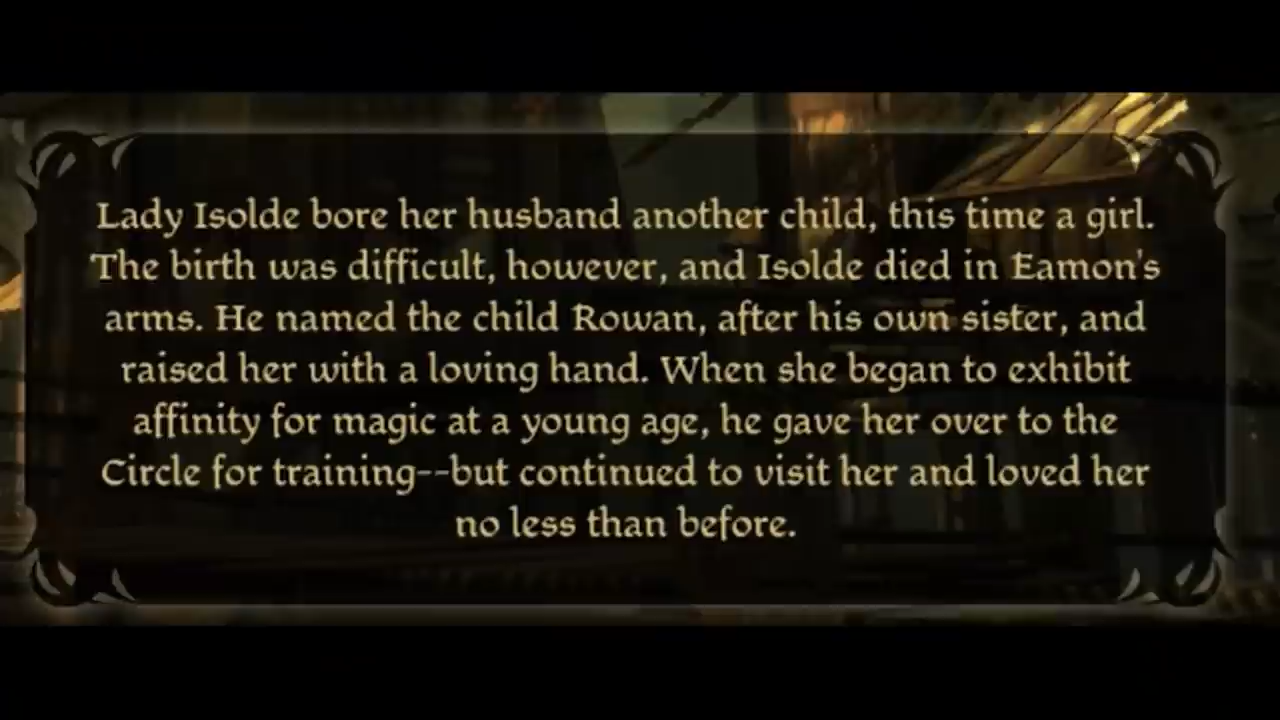 Lady Isolde bore her husband another child, this time a girl.
The birth was difficult, however, and Isolde died in Eamon's
arms. He named the child Rowan, after his own sister, and
raised her with a loving hand. When she began to exhibit
affinity for magic at a young age, he gave her over to the
Circle for training--but continued to visit her and loved her
no less than before.